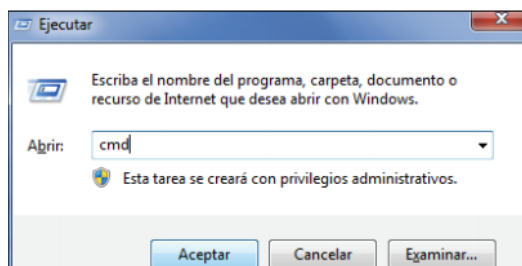 Ejecutar
Escriba el nombre del programa, carpeta, documento o
recurso de Internet que desea abrir con Windows.
Abrir: cmd
Esta tarea se creará con privilegios administrativos.
Aceptar Cancelar Examinar...